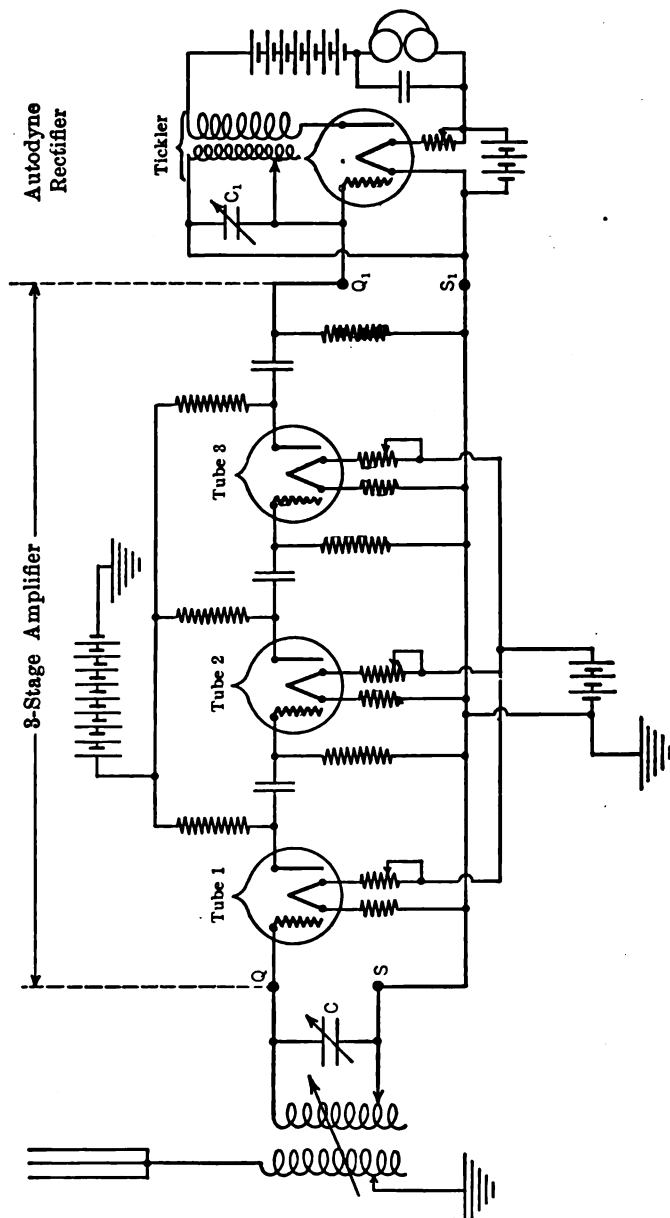 Autodyne
Rectifier
3-Stage Amplifier
Tickler
C₁
Q₁
S₁
Tube 1
Tube 2
Tube 3
Q
S
C